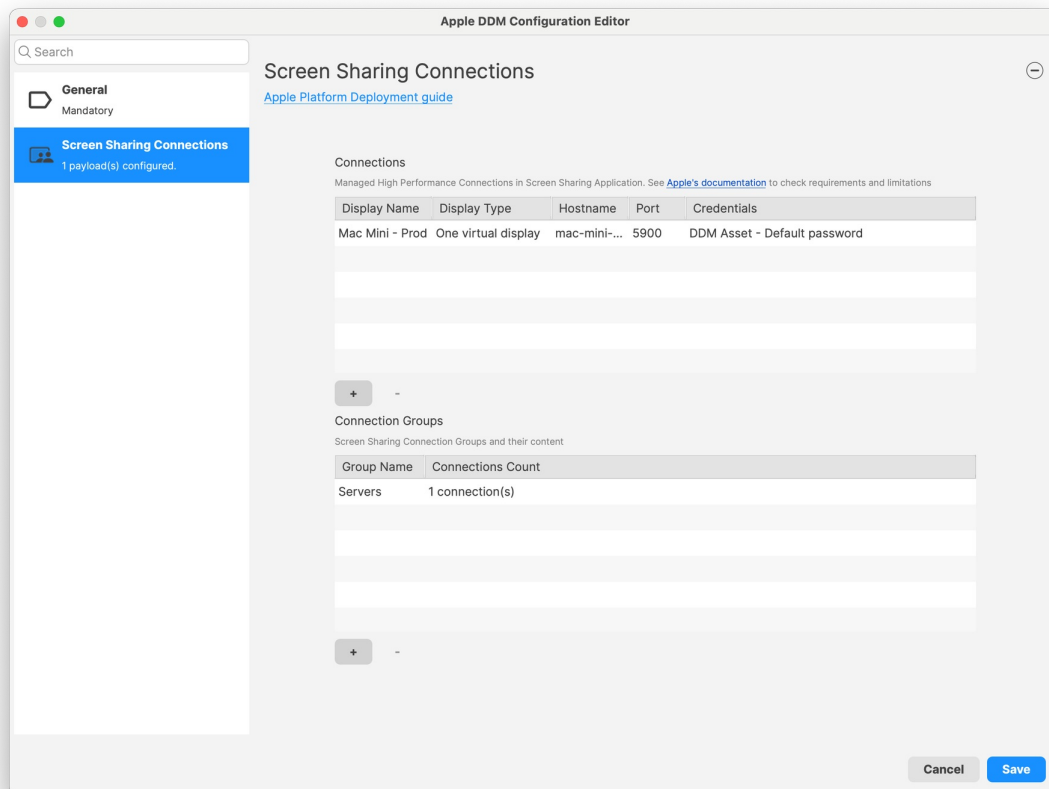 Apple DDM Configuration Editor
Search
General
Mandatory
Screen Sharing Connections
1 payload(s) configured.
Screen Sharing Connections
Apple Platform Deployment guide
Connections
Managed High Performance Connections in Screen Sharing Application. See Apple's documentation to check requirements and limitations
Display Name Display Type Hostname Port Credentials
Mac Mini - Prod One virtual display mac-mini-... 5900 DDM Asset - Default password
+ -
Connection Groups
Screen Sharing Connection Groups and their content
Group Name Connections Count
Servers 1 connection(s)
+ -
Cancel Save